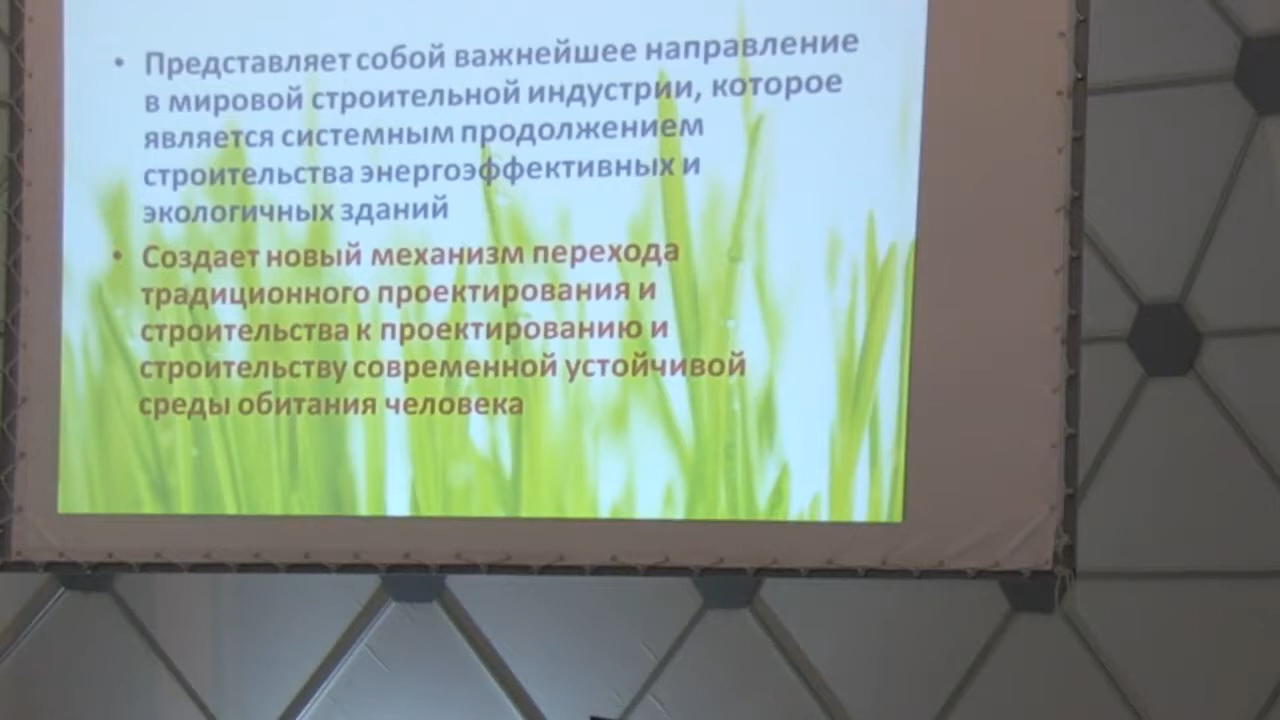 • Представляет собой важнейшее направление
в мировой строительной индустрии, которое
является системным продолжением
строительства энергоэффективных и
экологичных зданий
• Создает новый механизм перехода
традиционного проектирования и
строительства к проектированию и
строительству современной устойчивой
среды обитания человека